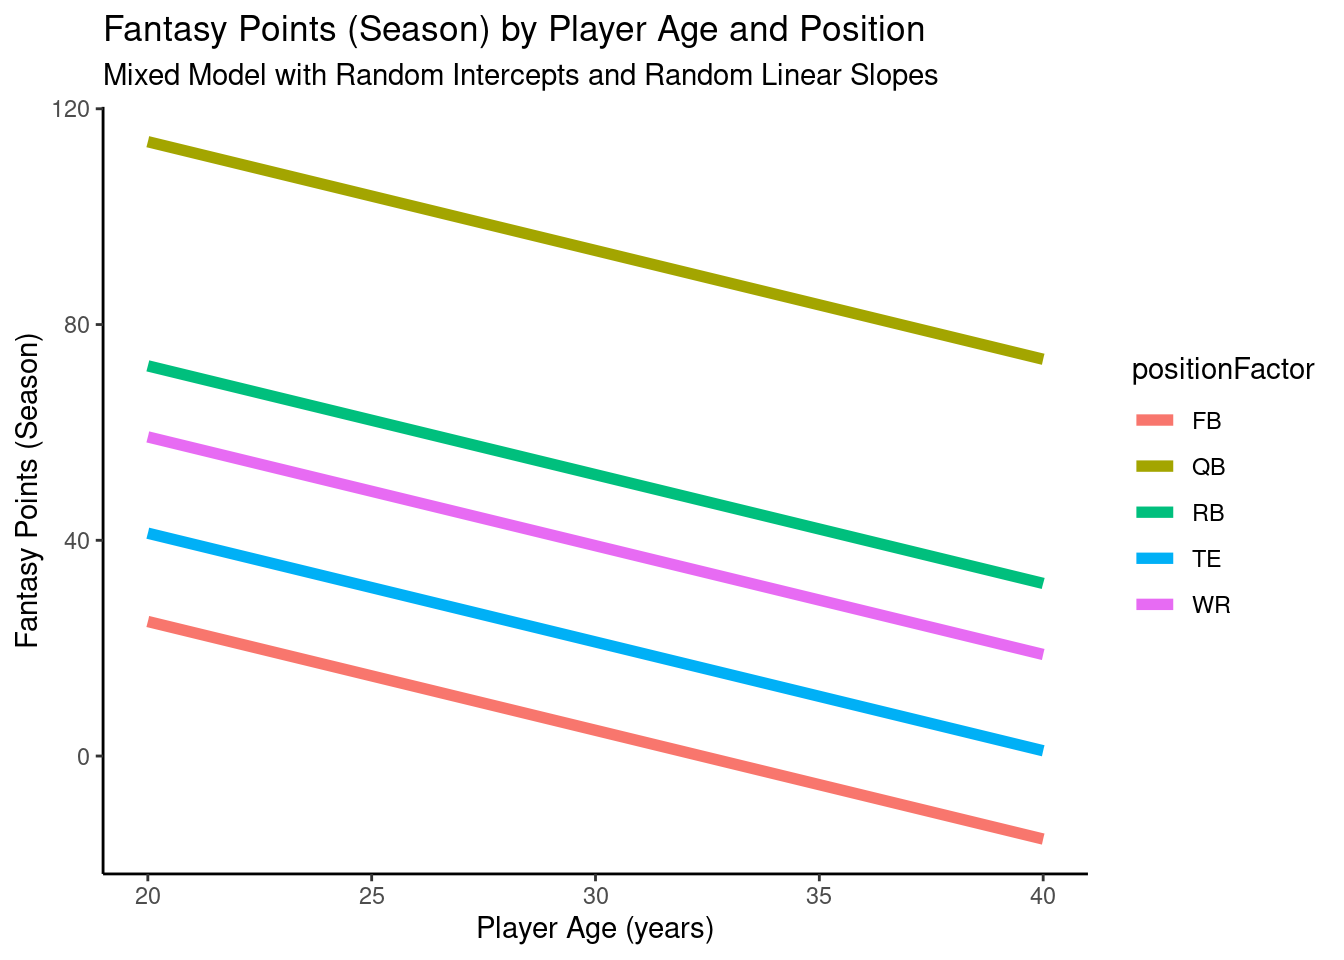 Fantasy Points (Season) by Player Age and Position
Mixed Model with Random Intercepts and Random Linear Slopes
120
80
40
0
Fantasy Points (Season)
20 25 30 35 40
Player Age (years)
positionFactor
FB
QB
RB
TE
WR